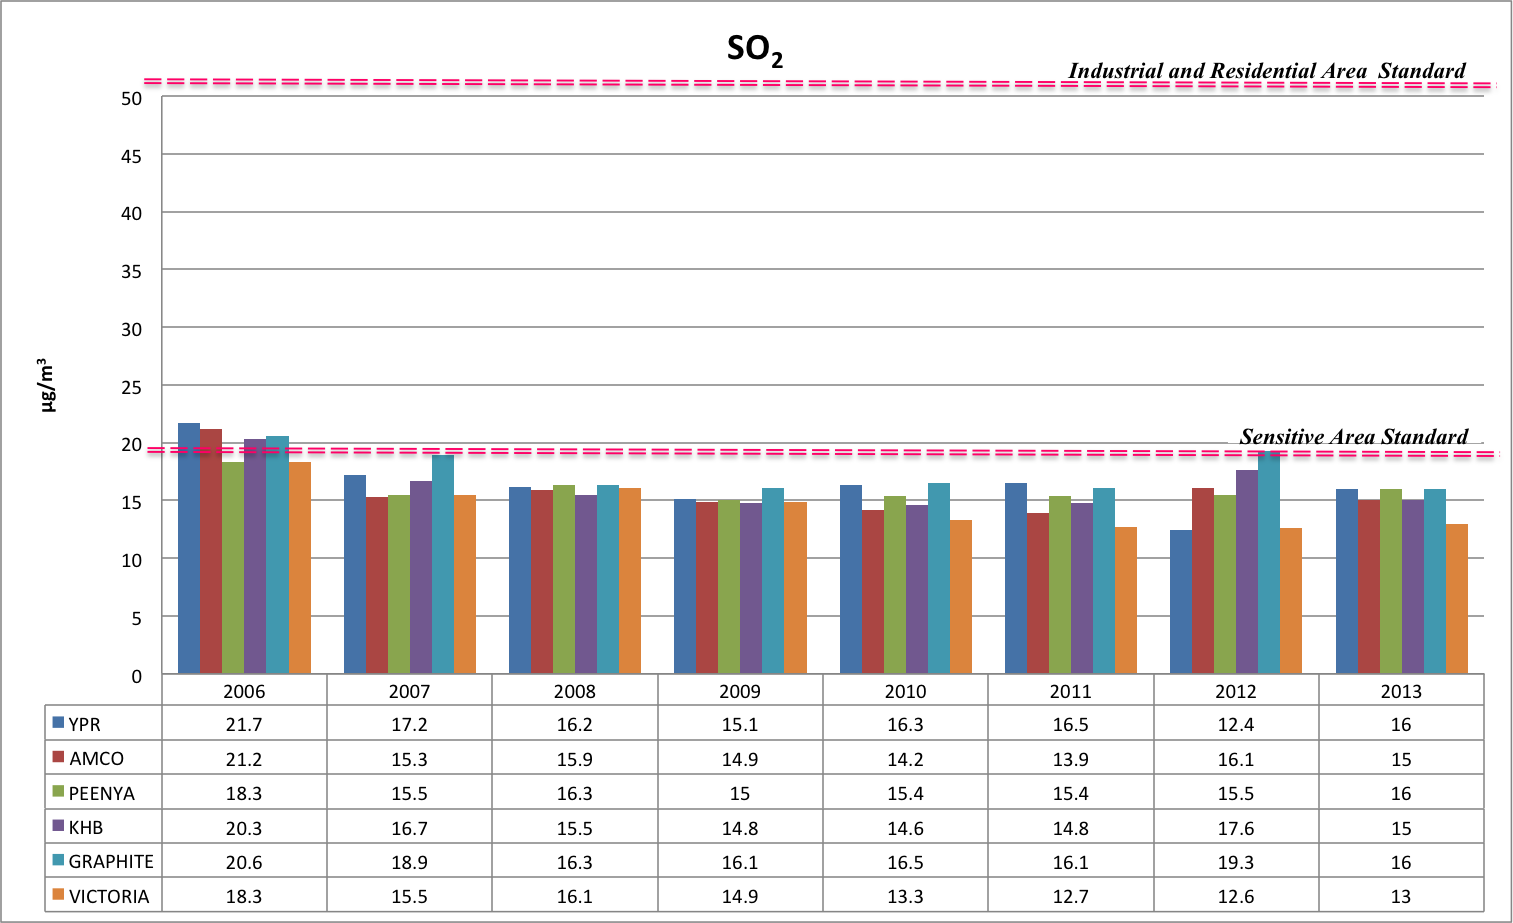 SO₂
Industrial and Residential Area Standard
50
45
40
35
30
25
20
15
10
5
0
µg/m³
Sensitive Area Standard
2006 2007 2008 2009 2010 2011 2012 2013
YPR 21.7 17.2 16.2 15.1 16.3 16.5 12.4 16
AMCO 21.2 15.3 15.9 14.9 14.2 13.9 16.1 15
PEENYA 18.3 15.5 16.3 15 15.4 15.4 15.5 16
KHB 20.3 16.7 15.5 14.8 14.6 14.8 17.6 15
GRAPHITE 20.6 18.9 16.3 16.1 16.5 16.1 19.3 16
VICTORIA 18.3 15.5 16.1 14.9 13.3 12.7 12.6 13